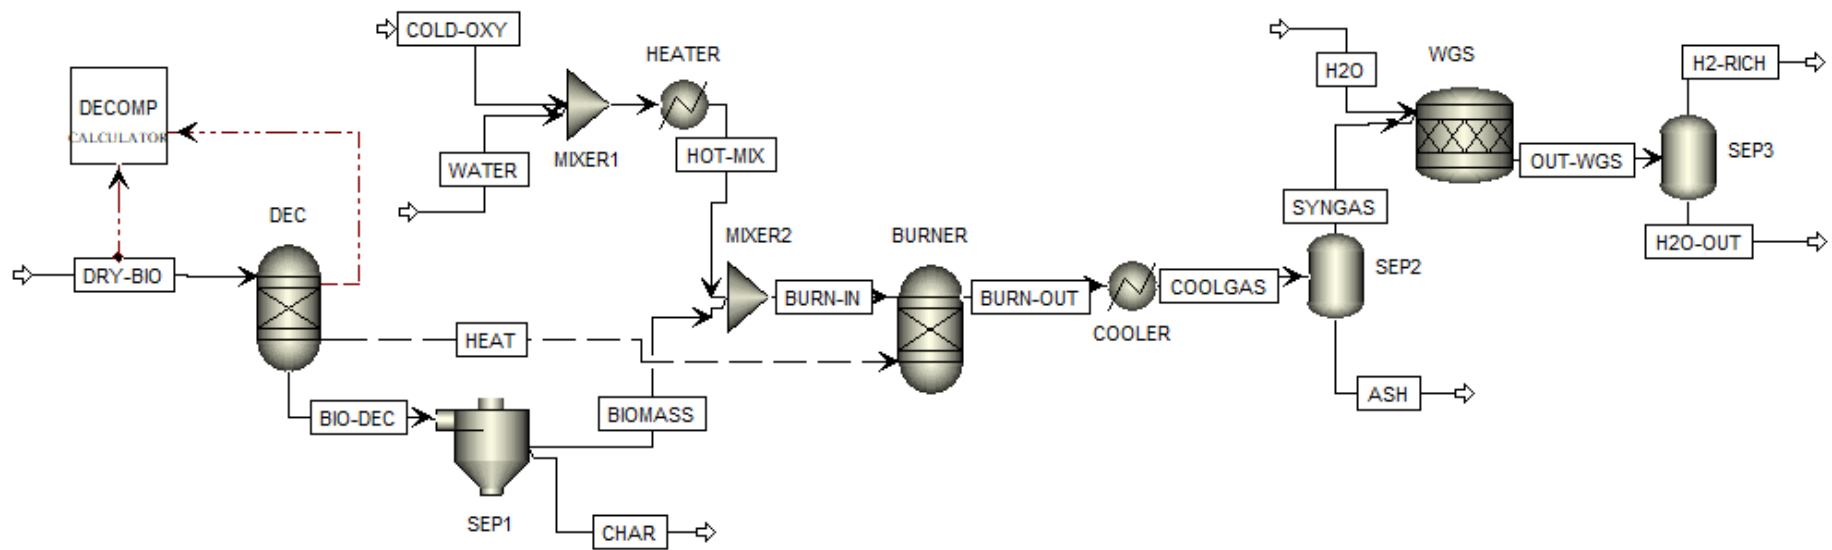 COLD-OXY
HEATER
WGS
H2-RICH
H2O
DECOMP
CALCULATOR
MIXER1
HOT-MIX
WATER
OUT-WGS
SEP3
SYNGAS
DEC
MIXER2
BURNER
H2O-OUT
DRY-BIO
SEP2
BURN-IN
BURN-OUT
COOLGAS
COOLER
HEAT
ASH
BIO-DEC
BIOMASS
SEP1
CHAR